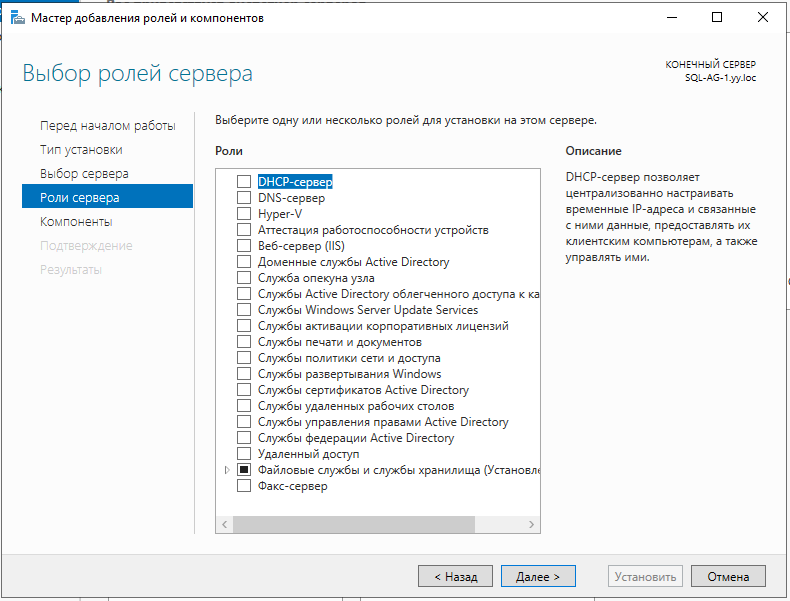 Мастер добавления ролей и компонентов
Выбор ролей сервера
КОНЕЧНЫЙ СЕРВЕР
SQL-AG-1.yy.loc
Перед началом работы
Тип установки
Выбор сервера
Роли сервера
Компоненты
Подтверждение
Результаты
Выберите одну или несколько ролей для установки на этом сервере.
Роли
DHCP-сервер
DNS-сервер
Hyper-V
Аттестация работоспособности устройств
Веб-сервер (IIS)
Доменные службы Active Directory
Служба опекуна узла
Службы Active Directory облегченного доступа к ка
Службы Windows Server Update Services
Службы активации корпоративных лицензий
Службы печати и документов
Службы политики сети и доступа
Службы развертывания Windows
Службы сертификатов Active Directory
Службы удаленных рабочих столов
Службы управления правами Active Directory
Службы федерации Active Directory
Удаленный доступ
Файловые службы и службы хранилища (Установле
Факс-сервер
Описание
DHCP-сервер позволяет
централизованно настраивать
временные IP-адреса и связанные
с ними данные, предоставлять их
клиентским компьютерам, а также
управлять ими.
< Назад
Далее >
Установить
Отмена